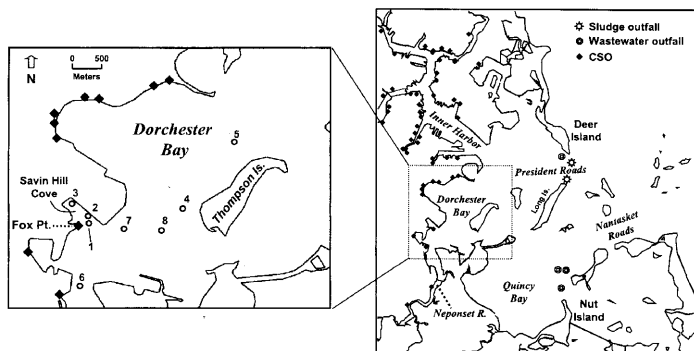 N
0 500
Meters
Dorchester
Bay
5
Thompson Is.
Savin Hill
Cove
3
2
4
Fox Pt.
1
7
8
6
Sludge outfall
Wastewater outfall
CSO
Inner Harbor
Deer
Island
President Roads
Long Is.
Dorchester
Bay
Nantasket
Roads
Quincy
Bay
Nut
Island
Neponset R.